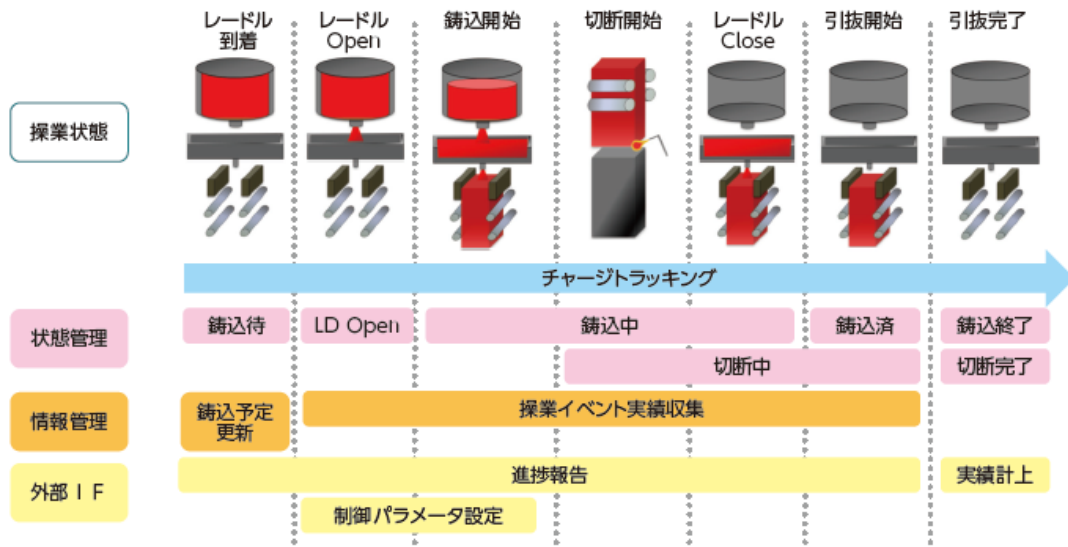 レードル
到着
レードル
Open
鋳込開始
切断開始
レードル
Close
引抜開始
引抜完了
操業状態
チャージトラッキング
状態管理
鋳込待
LD Open
鋳込中
鋳込済
鋳込終了
切断中
切断完了
情報管理
鋳込予定
更新
操業イベント実績収集
外部 I F
進捗報告
実績計上
制御パラメータ設定